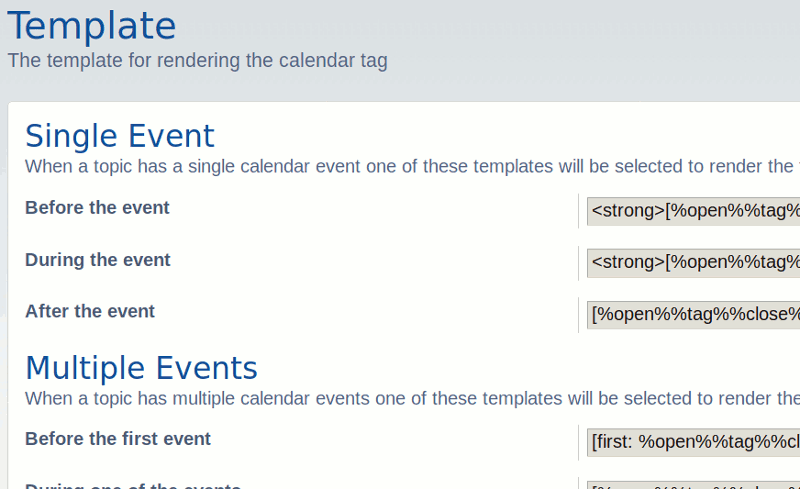 Template
The template for rendering the calendar tag
Single Event
When a topic has a single calendar event one of these templates will be selected to render the
Before the event
<strong>[%open%%tag%
During the event
<strong>[%open%%tag%
After the event
[%open%%tag%%close%
Multiple Events
When a topic has multiple calendar events one of these templates will be selected to render the
Before the first event
[first: %open%%tag%%cl
During one of the events